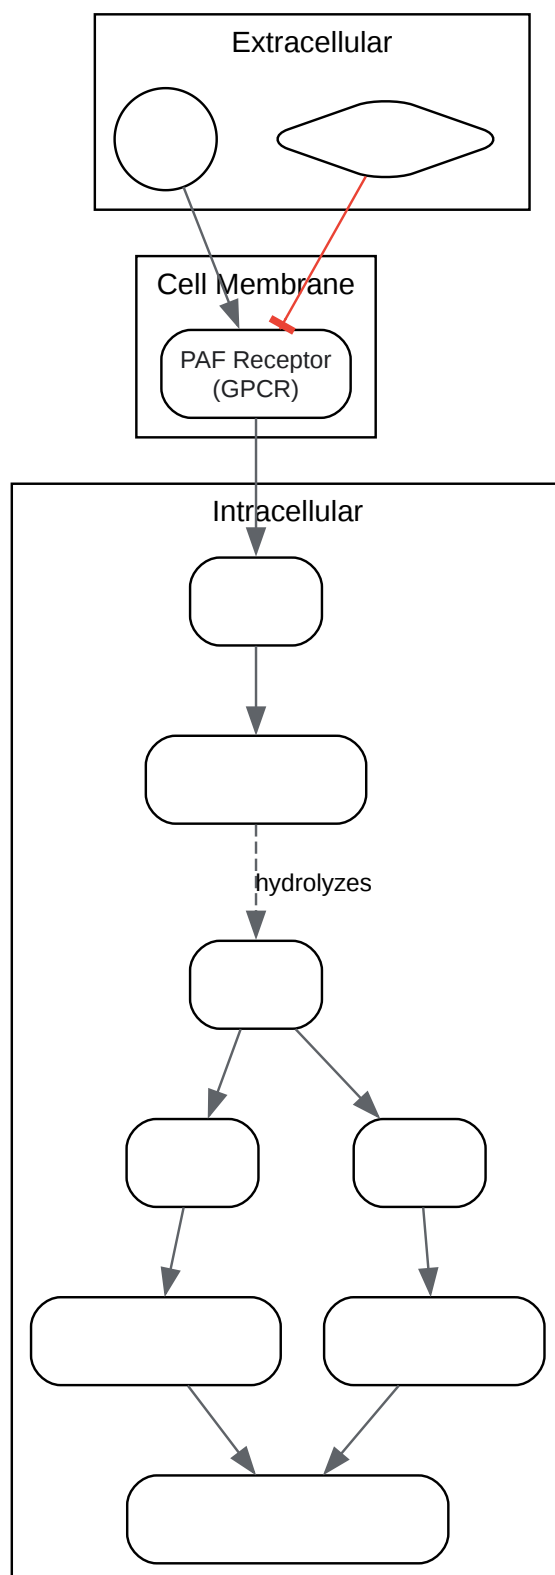 Extracellular
Cell Membrane
PAF Receptor
(GPCR)
Intracellular
hydrolyzes